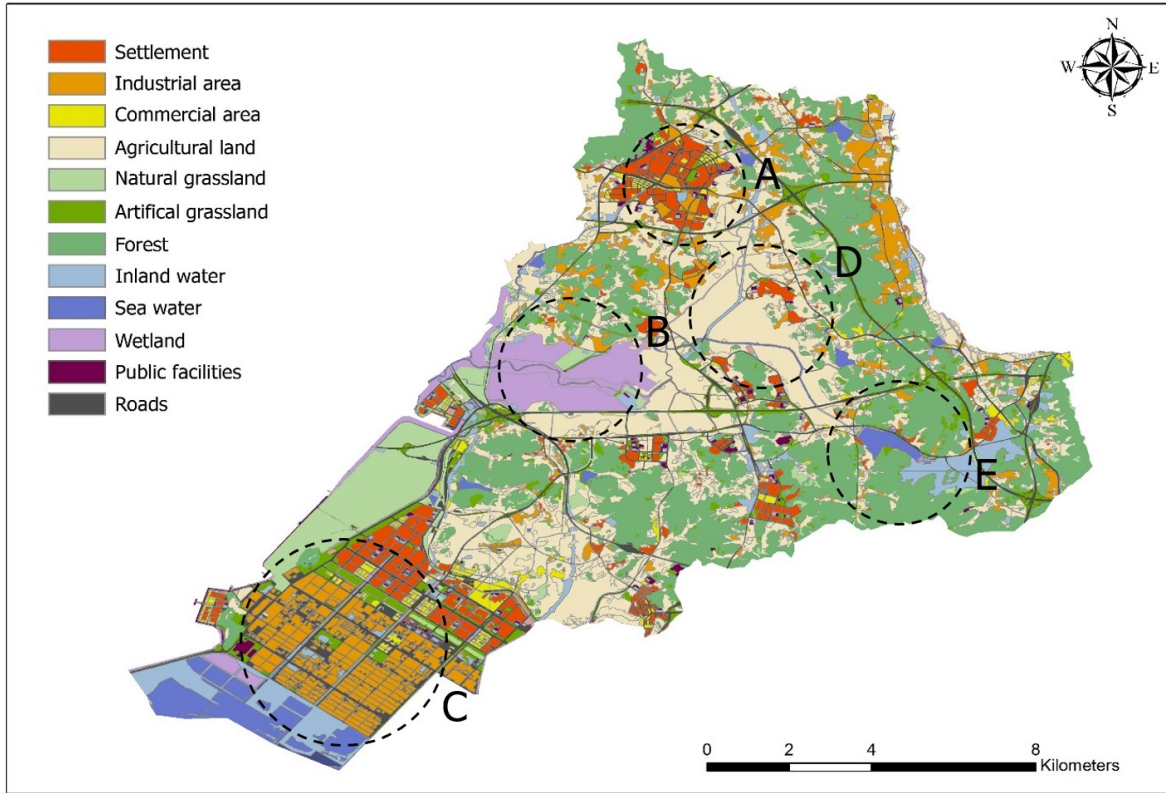 Settlement
Industrial area
Commercial area
Agricultural land
Natural grassland
Artifical grassland
Forest
Inland water
Sea water
Wetland
Public facilities
Roads
N
W E
S
A
D
B
E
C
0 2 4 8
Kilometers